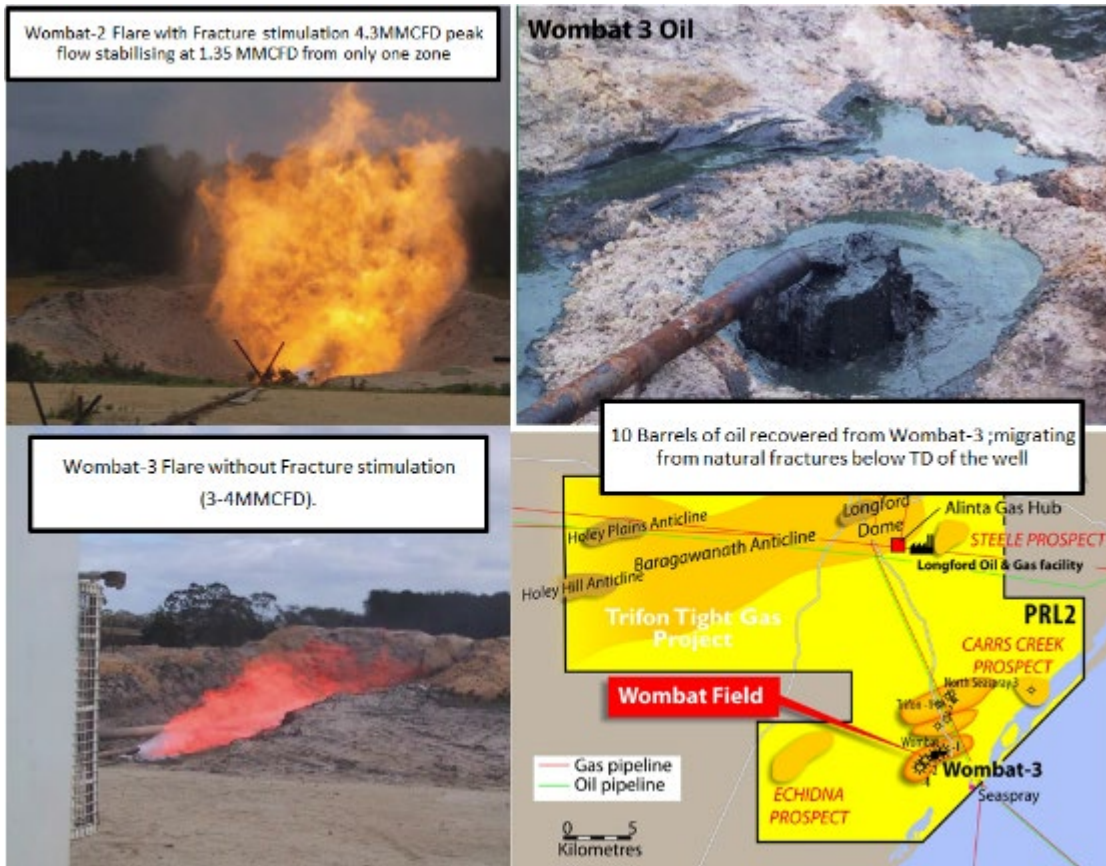 Wombat-2 Flare with Fracture stimulation 4.3MMCFD peak
flow stabilising at 1.35 MMCFD from only one zone
Wombat 3 Oil
Wombat-3 Flare without Fracture stimulation
(3-4MMCFD).
10 Barrels of oil recovered from Wombat-3 ;migrating
from natural fractures below TD of the well
Longford
Dome
Alinta Gas Hub
Holey Plains Anticline
STEELE PROSPECT
Baragawanath Anticline
Longford Oil & Gas facility
Holey Hill Anticline
Trifon Tight Gas
Project
PRL2
CARRS CREEK
PROSPECT
North Seaspray-3
Wombat Field
Wombat-3
Seaspray
Gas pipeline
Oil pipeline
ECHIDNA
PROSPECT
0 5
Kilometres